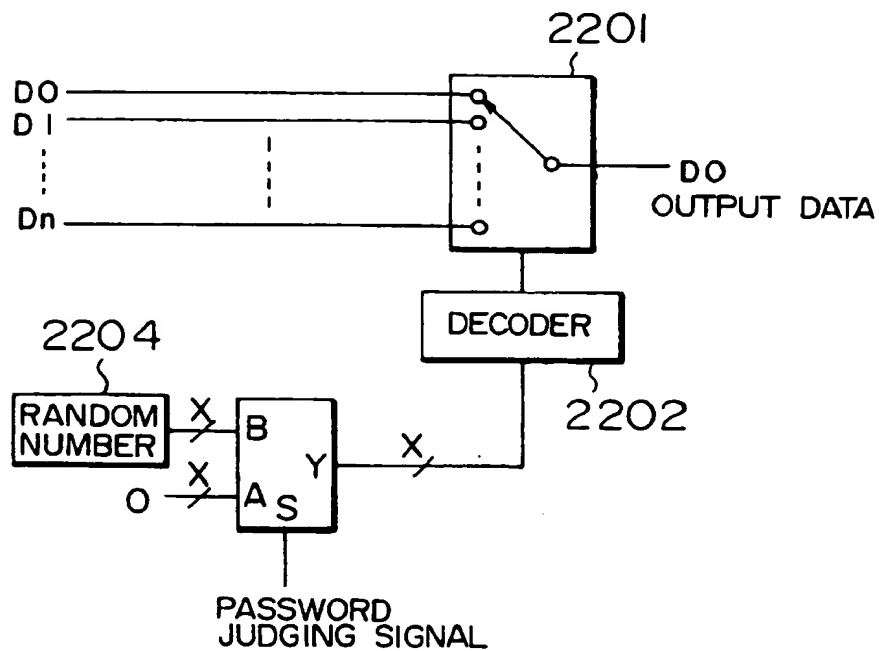 2201
D0
D1
Dn
D0
OUTPUT DATA
DECODER
2204
2202
RANDOM
NUMBER
X
B
X
Y
X
0
A
S
PASSWORD
JUDGING SIGNAL